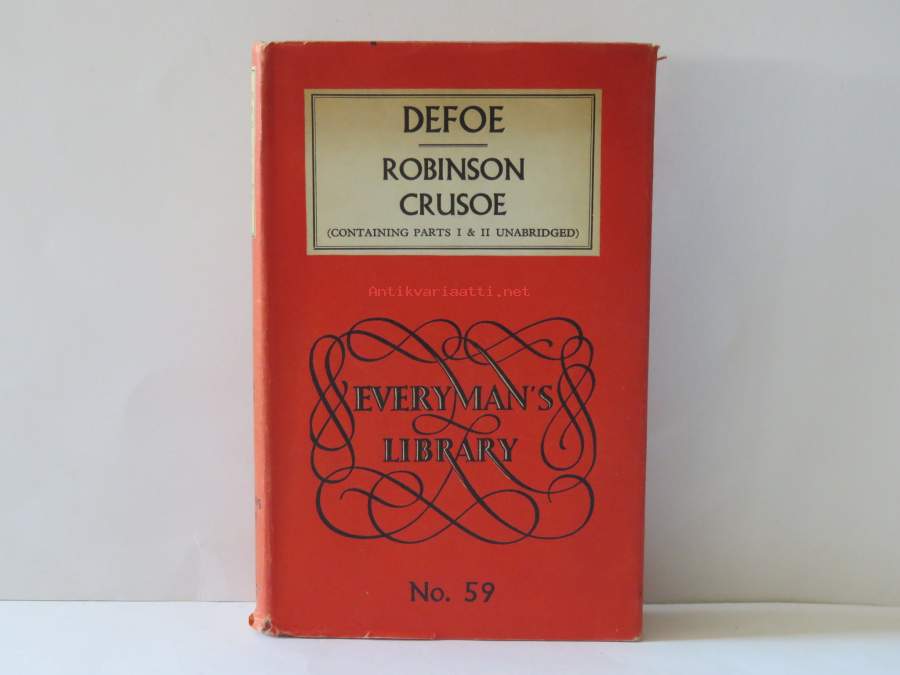 DEFOE
ROBINSON
CRUSOE
(CONTAINING PARTS I & II UNABRIDGED)
Antikvariaatti.net
EVERYMAN'S
LIBRARY
No. 59